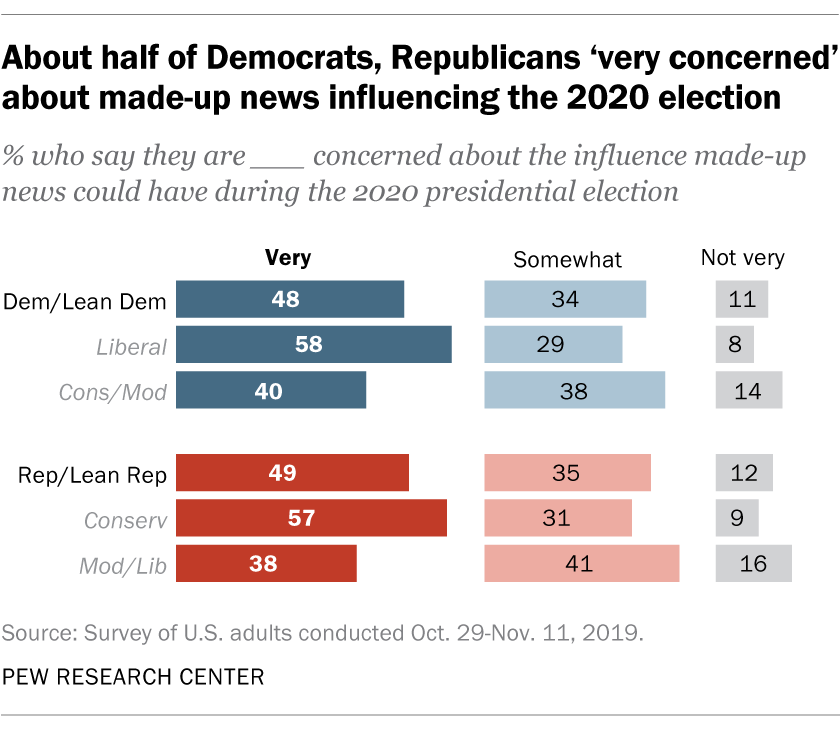 About half of Democrats, Republicans ‘very concerned’
about made-up news influencing the 2020 election
% who say they are ___ concerned about the influence made-up
news could have during the 2020 presidential election
Very Somewhat Not very
Dem/Lean Dem 48 34 11
Liberal 58 29 8
Cons/Mod 40 38 14
Rep/Lean Rep 49 35 12
Conserv 57 31 9
Mod/Lib 38 41 16
Source: Survey of U.S. adults conducted Oct. 29-Nov. 11, 2019.
PEW RESEARCH CENTER